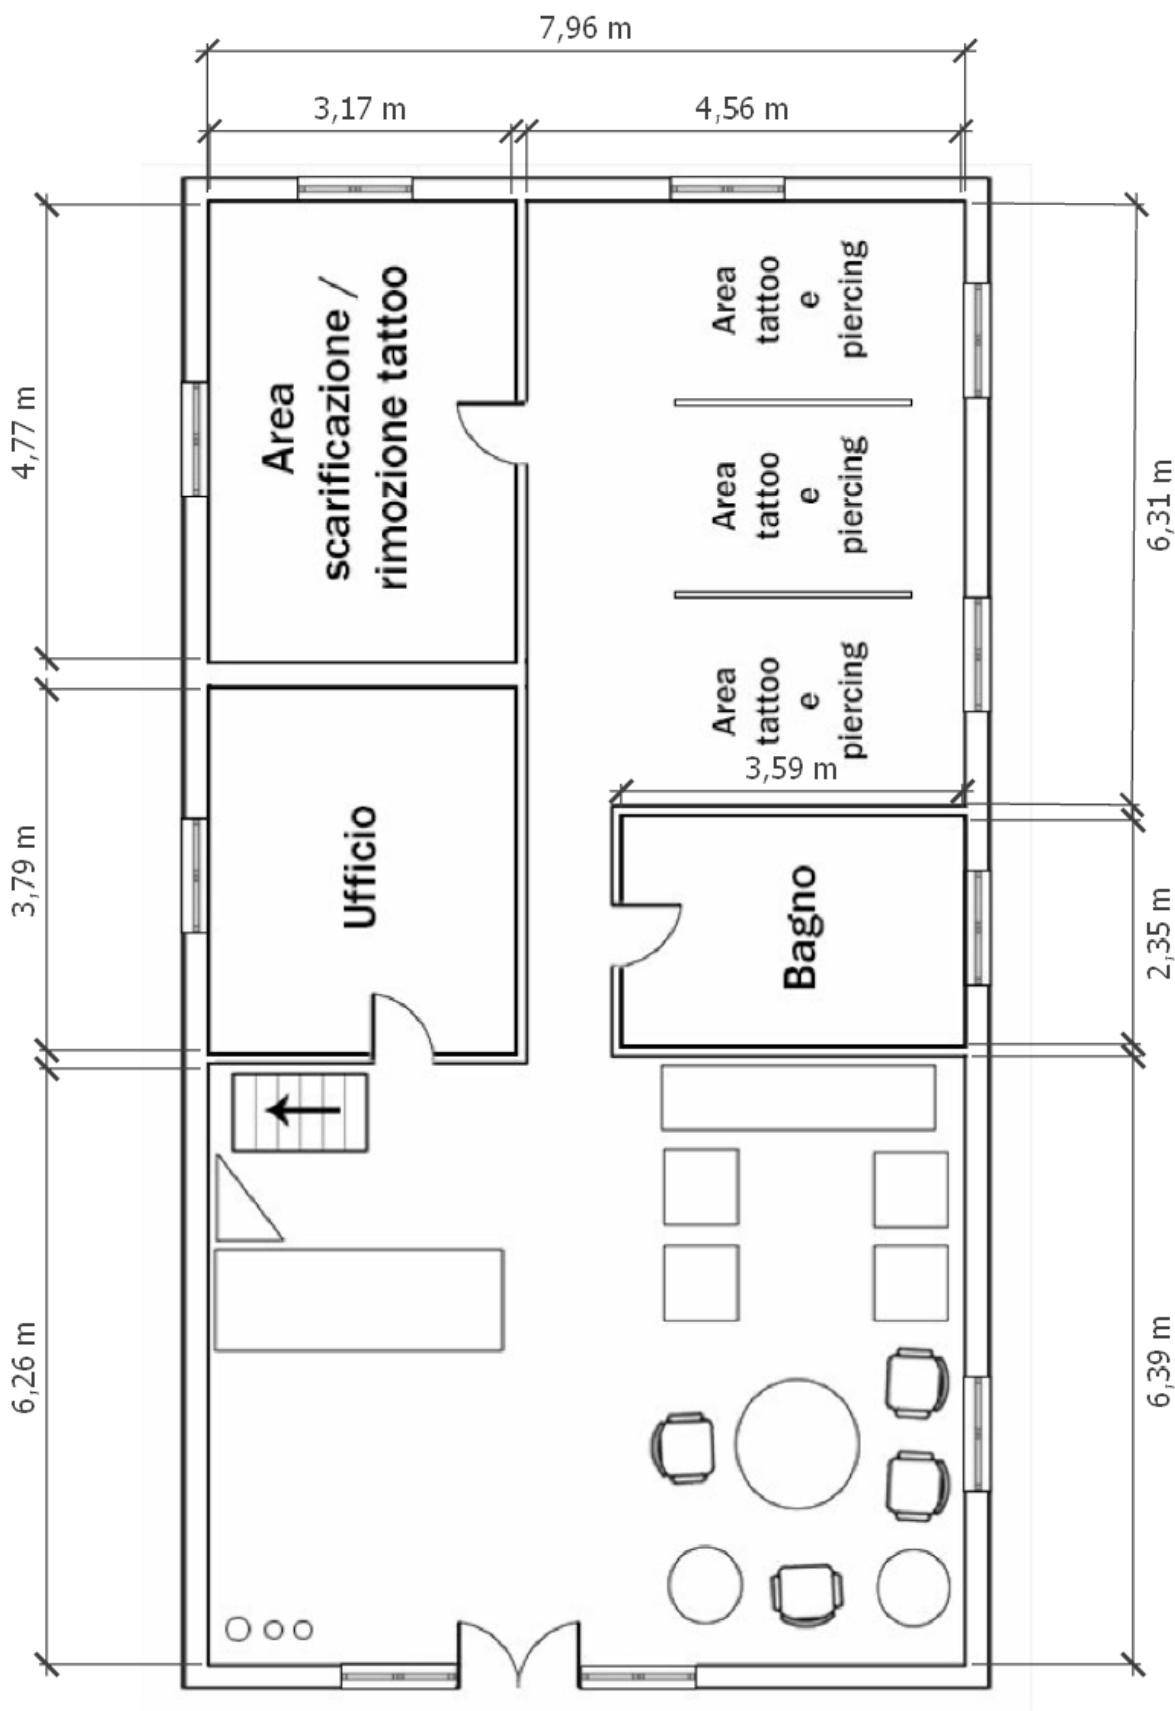 7,96 m
3,17 m
4,56 m
4,77 m
Area
scarificazione /
rimozione tattoo
Area
tattoo
e
piercing
Area
tattoo
e
piercing
Area
tattoo
e
piercing
6,31 m
3,59 m
3,79 m
Ufficio
Bagno
2,35 m
6,26 m
6,39 m